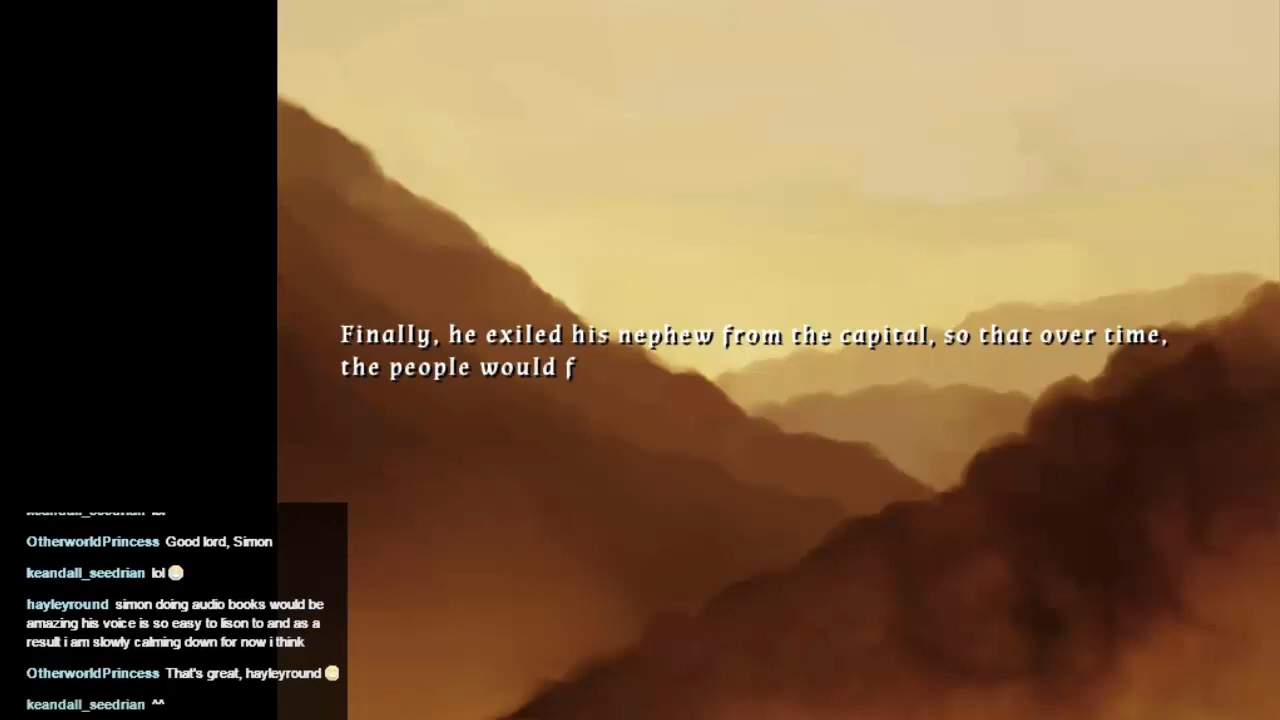 Finally, he exiled his nephew from the capital, so that over time,
the people would f
OtherworldPrincess Good lord, Simon
keandall_seedrian lol
hayleyround simon doing audio books would be
amazing his voice is so easy to lison to and as a
result i am slowly calming down for now i think
OtherworldPrincess That's great, hayleyround
keandall_seedrian ^^